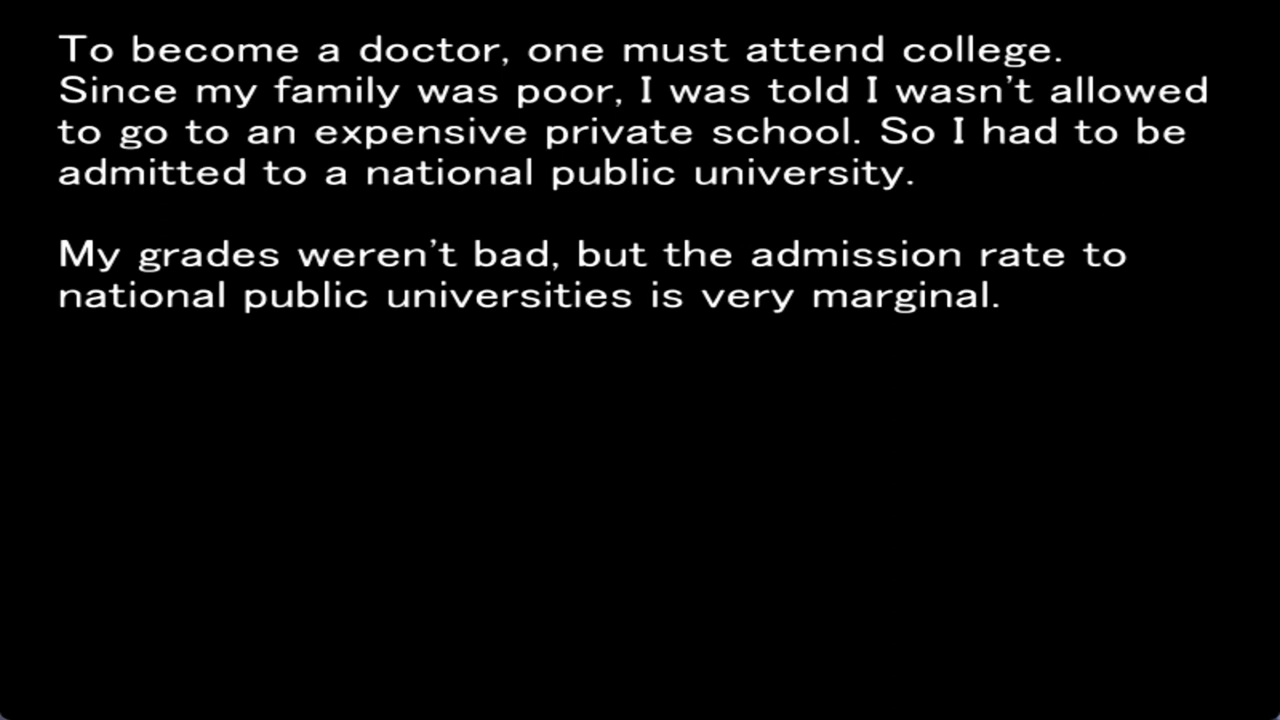 To become a doctor, one must attend college.
Since my family was poor, I was told I wasn't allowed
to go to an expensive private school. So I had to be
admitted to a national public university.
My grades weren't bad, but the admission rate to
national public universities is very marginal.